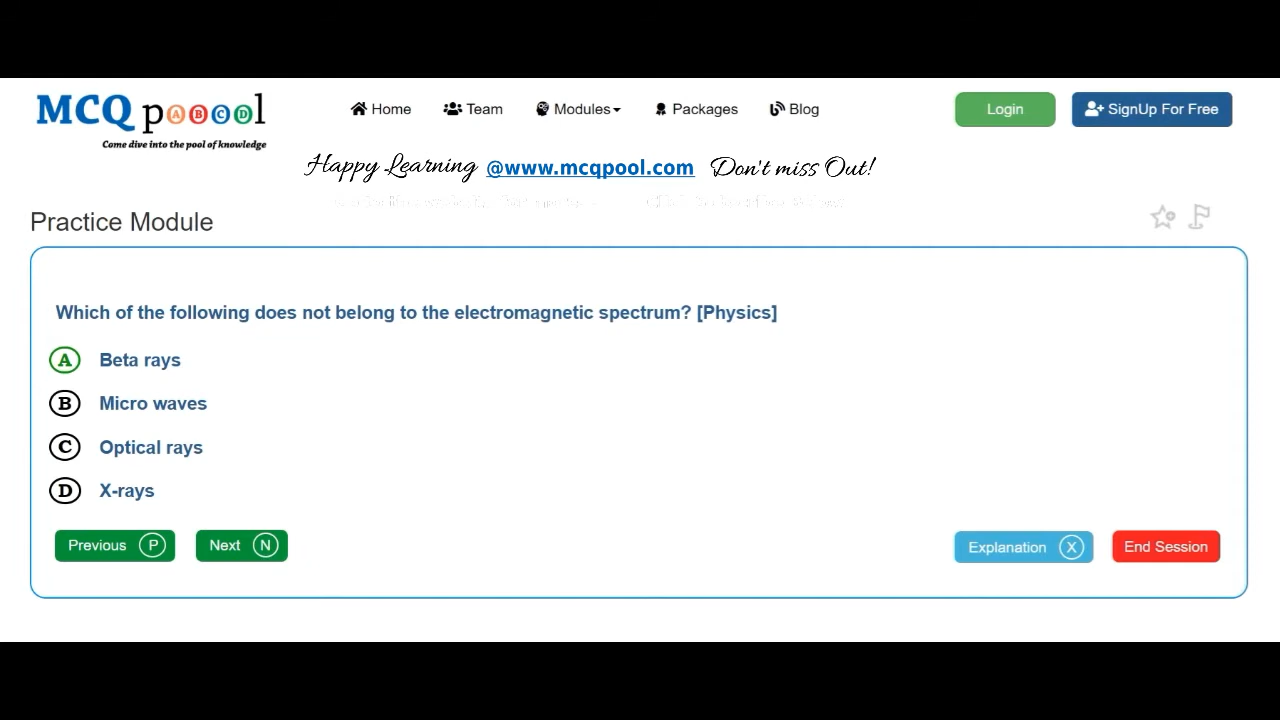 MCQ pooool
A B C D
Come dive into the pool of knowledge
Home Team Modules Packages Blog Login SignUp For Free
Happy Learning @www.mcqpool.com Don't miss Out!
Practice Module
Which of the following does not belong to the electromagnetic spectrum? [Physics]
A Beta rays
B Micro waves
C Optical rays
D X-rays
Previous P Next N Explanation X End Session